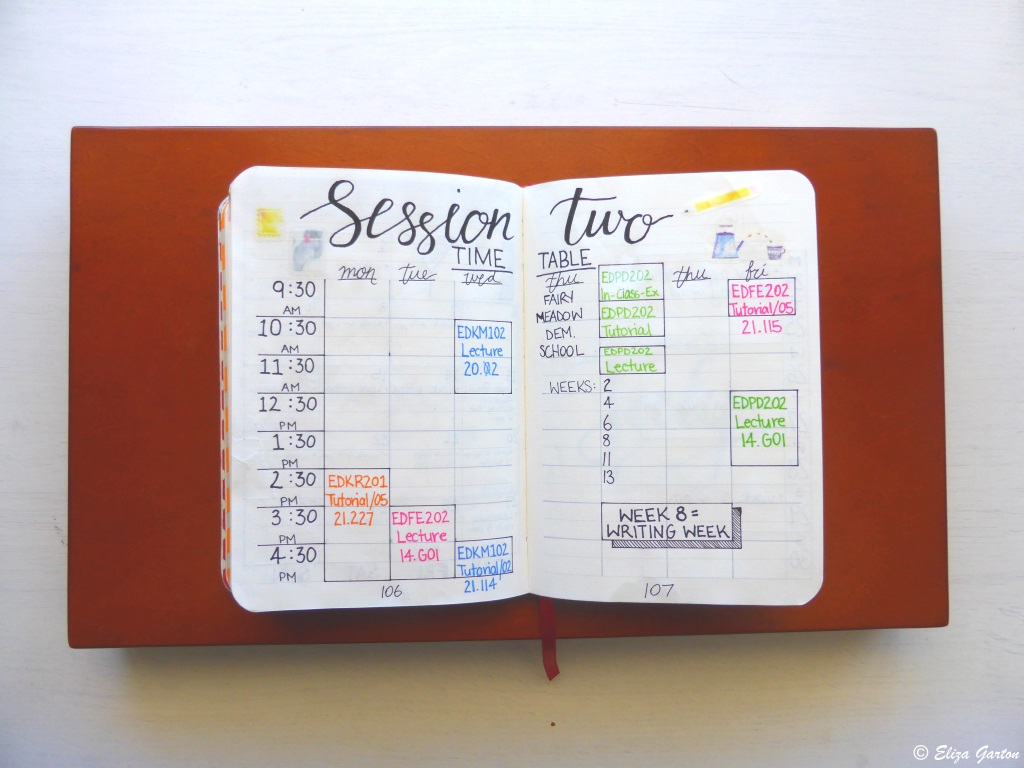 Session two
TIME TABLE
mon tue wed
9:30
AM
10:30
AM
11:30
AM
12:30
PM
1:30
PM
2:30
PM
3:30
PM
4:30
PM
EDKR201
Tutorial/05
21.227
EDFE202
Lecture
14.G01
EDKM102
Lecture
20.02
EDKM102
Tutorial/02
21.114
106
thu
FAIRY
MEADOW
DEM.
SCHOOL
WEEKS: 2
4
6
8
11
13
EDPD202
In-Class-Ex
EDPD202
Tutorial
EDPD202
Lecture
thu fri
EDFE202
Tutorial/05
21.115
EDPD202
Lecture
14.G01
WEEK 8 =
WRITING WEEK
107
© Eliza Garton